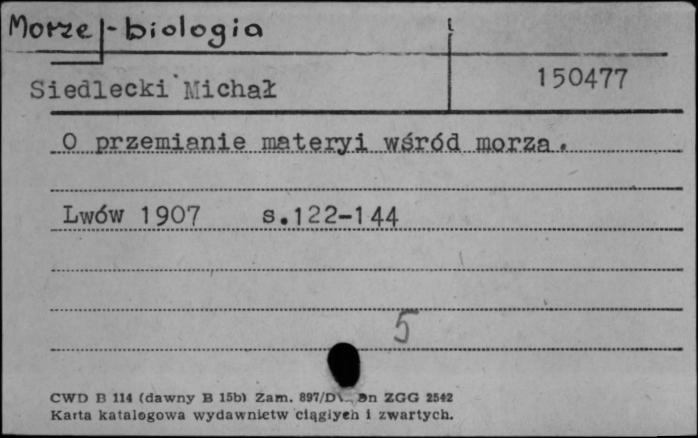 Morze - biologia
Siedlecki Michał 150477
O przemianie materyi wśród morza.
Lwów 1907 s.122-144
5
CWD B 114 (dawny B 15b) Zam. 897/D ZGG 2542
Karta katalogowa wydawnictw ciągłych i zwartych.